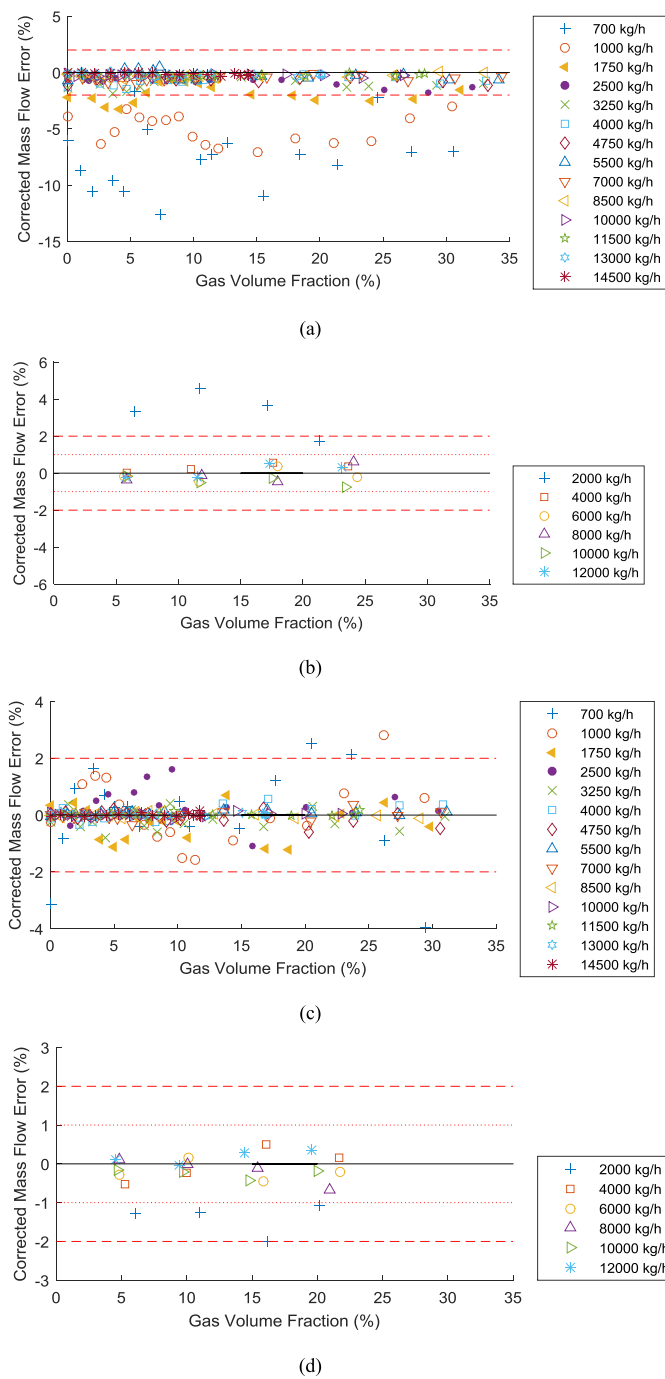 5
0
-5
-10
-15
Corrected Mass Flow Error (%)
0 5 10 15 20 25 30 35
Gas Volume Fraction (%)
700 kg/h
1000 kg/h
1750 kg/h
2500 kg/h
3250 kg/h
4000 kg/h
4750 kg/h
5500 kg/h
7000 kg/h
8500 kg/h
10000 kg/h
11500 kg/h
13000 kg/h
14500 kg/h
(a)
6
4
2
0
-2
-4
-6
Corrected Mass Flow Error (%)
0 5 10 15 20 25 30 35
Gas Volume Fraction (%)
2000 kg/h
4000 kg/h
6000 kg/h
8000 kg/h
10000 kg/h
12000 kg/h
(b)
4
2
0
-2
-4
Corrected Mass Flow Error (%)
0 5 10 15 20 25 30 35
Gas Volume Fraction (%)
700 kg/h
1000 kg/h
1750 kg/h
2500 kg/h
3250 kg/h
4000 kg/h
4750 kg/h
5500 kg/h
7000 kg/h
8500 kg/h
10000 kg/h
11500 kg/h
13000 kg/h
14500 kg/h
(c)
3
2
1
0
-1
-2
-3
Corrected Mass Flow Error (%)
0 5 10 15 20 25 30 35
Gas Volume Fraction (%)
2000 kg/h
4000 kg/h
6000 kg/h
8000 kg/h
10000 kg/h
12000 kg/h
(d)